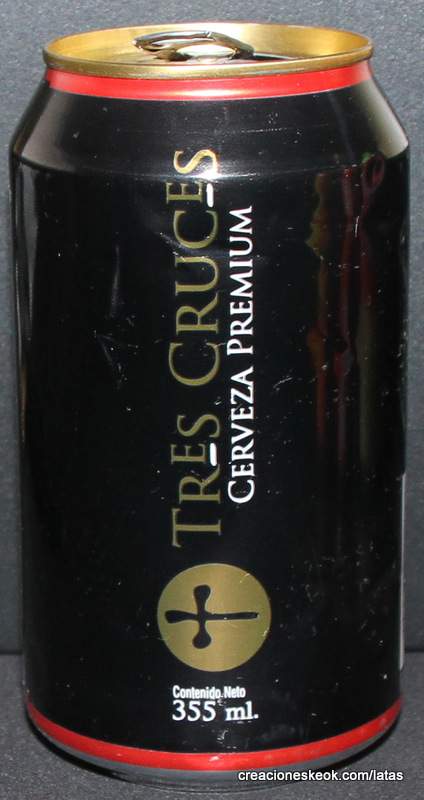 TRES CRUCES
CERVEZA PREMIUM
Contenido Neto
355 ml.
creacioneskeok.com/latas